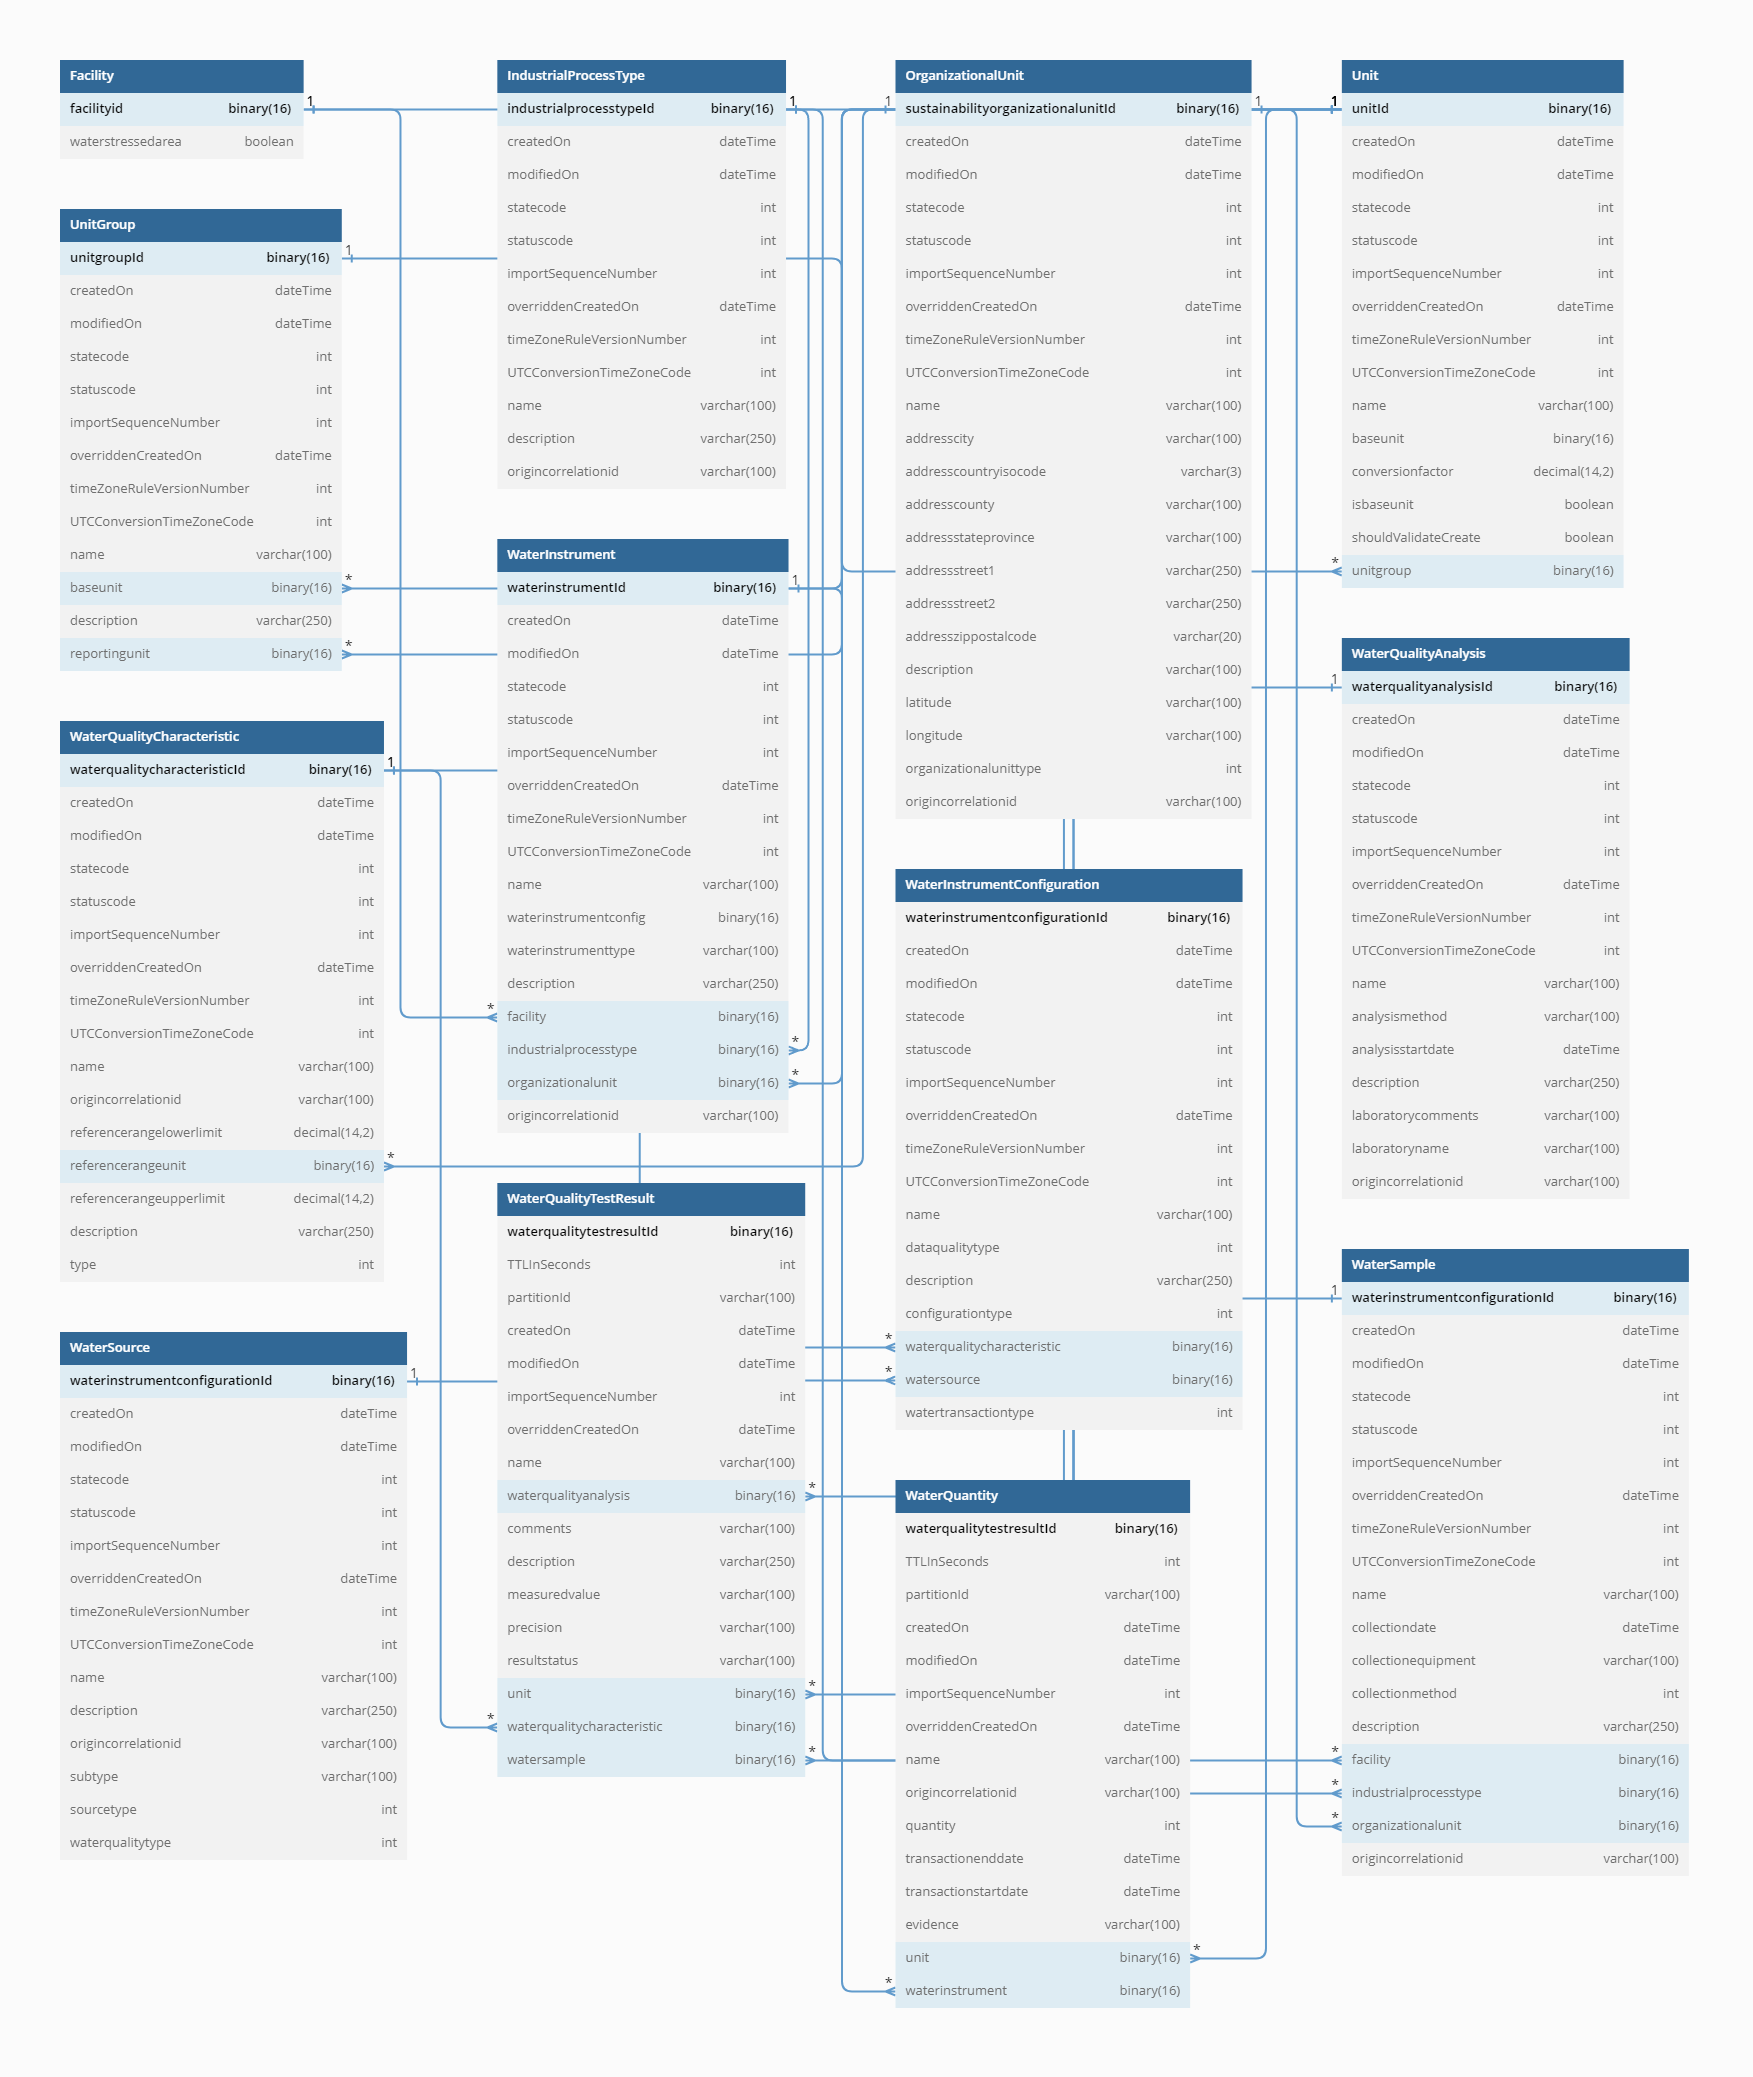 Facility
facilityid binary(16)
waterstressedarea boolean
UnitGroup
unitgroupId binary(16)
createdOn dateTime
modifiedOn dateTime
statecode int
statuscode int
importSequenceNumber int
overriddenCreatedOn dateTime
timeZoneRuleVersionNumber int
UTCConversionTimeZoneCode int
name varchar(100)
baseunit binary(16)
description varchar(250)
reportingunit binary(16)
WaterQualityCharacteristic
waterqualitycharacteristicId binary(16)
createdOn dateTime
modifiedOn dateTime
statecode int
statuscode int
importSequenceNumber int
overriddenCreatedOn dateTime
timeZoneRuleVersionNumber int
UTCConversionTimeZoneCode int
name varchar(100)
origincorrelationid varchar(100)
referencerangelowerlimit decimal(14,2)
referencerangeunit binary(16)
referencerangeupperlimit decimal(14,2)
description varchar(250)
type int
WaterSource
waterinstrumentconfigurationId binary(16)
createdOn dateTime
modifiedOn dateTime
statecode int
statuscode int
importSequenceNumber int
overriddenCreatedOn dateTime
timeZoneRuleVersionNumber int
UTCConversionTimeZoneCode int
name varchar(100)
description varchar(250)
origincorrelationid varchar(100)
subtype varchar(100)
sourcetype int
waterqualitytype int
IndustrialProcessType
industrialprocesstypeId binary(16)
createdOn dateTime
modifiedOn dateTime
statecode int
statuscode int
importSequenceNumber int
overriddenCreatedOn dateTime
timeZoneRuleVersionNumber int
UTCConversionTimeZoneCode int
name varchar(100)
description varchar(250)
origincorrelationid varchar(100)
WaterInstrument
waterinstrumentId binary(16)
createdOn dateTime
modifiedOn dateTime
statecode int
statuscode int
importSequenceNumber int
overriddenCreatedOn dateTime
timeZoneRuleVersionNumber int
UTCConversionTimeZoneCode int
name varchar(100)
waterinstrumentconfig binary(16)
waterinstrumenttype varchar(100)
description varchar(250)
facility binary(16)
industrialprocesstype binary(16)
organizationalunit binary(16)
origincorrelationid varchar(100)
WaterQualityTestResult
waterqualitytestresultId binary(16)
TTLInSeconds int
partitionId varchar(100)
createdOn dateTime
modifiedOn dateTime
importSequenceNumber int
overriddenCreatedOn dateTime
name varchar(100)
waterqualityanalysis binary(16)
comments varchar(100)
description varchar(250)
measuredvalue varchar(100)
precision varchar(100)
resultstatus varchar(100)
unit binary(16)
waterqualitycharacteristic binary(16)
watersample binary(16)
OrganizationalUnit
sustainabilityorganizationalunitId binary(16)
createdOn dateTime
modifiedOn dateTime
statecode int
statuscode int
importSequenceNumber int
overriddenCreatedOn dateTime
timeZoneRuleVersionNumber int
UTCConversionTimeZoneCode int
name varchar(100)
addresscity varchar(100)
addresscountryisocode varchar(3)
addresscounty varchar(100)
addressstateprovince varchar(100)
addressstreet1 varchar(250)
addressstreet2 varchar(250)
addresszippostalcode varchar(20)
description varchar(100)
latitude varchar(100)
longitude varchar(100)
organizationalunittype int
origincorrelationid varchar(100)
WaterInstrumentConfiguration
waterinstrumentconfigurationId binary(16)
createdOn dateTime
modifiedOn dateTime
statecode int
statuscode int
importSequenceNumber int
overriddenCreatedOn dateTime
timeZoneRuleVersionNumber int
UTCConversionTimeZoneCode int
name varchar(100)
dataqualitytype int
description varchar(250)
configurationtype int
waterqualitycharacteristic binary(16)
watersource binary(16)
watertransactiontype int
WaterQuantity
waterqualitytestresultId binary(16)
TTLInSeconds int
partitionId varchar(100)
createdOn dateTime
modifiedOn dateTime
importSequenceNumber int
overriddenCreatedOn dateTime
name varchar(100)
origincorrelationid varchar(100)
quantity int
transactionenddate dateTime
transactionstartdate dateTime
evidence varchar(100)
unit binary(16)
waterinstrument binary(16)
Unit
unitId binary(16)
createdOn dateTime
modifiedOn dateTime
statecode int
statuscode int
importSequenceNumber int
overriddenCreatedOn dateTime
timeZoneRuleVersionNumber int
UTCConversionTimeZoneCode int
name varchar(100)
baseunit binary(16)
conversionfactor decimal(14,2)
isbaseunit boolean
shouldValidateCreate boolean
unitgroup binary(16)
WaterQualityAnalysis
waterqualityanalysisId binary(16)
createdOn dateTime
modifiedOn dateTime
statecode int
statuscode int
importSequenceNumber int
overriddenCreatedOn dateTime
timeZoneRuleVersionNumber int
UTCConversionTimeZoneCode int
name varchar(100)
analysismethod varchar(100)
analysisstartdate dateTime
description varchar(250)
laboratorycomments varchar(100)
laboratoryname varchar(100)
origincorrelationid varchar(100)
WaterSample
waterinstrumentconfigurationId binary(16)
createdOn dateTime
modifiedOn dateTime
statecode int
statuscode int
importSequenceNumber int
overriddenCreatedOn dateTime
timeZoneRuleVersionNumber int
UTCConversionTimeZoneCode int
name varchar(100)
collectiondate dateTime
collectionequipment varchar(100)
collectionmethod int
description varchar(250)
facility binary(16)
industrialprocesstype binary(16)
organizationalunit binary(16)
origincorrelationid varchar(100)